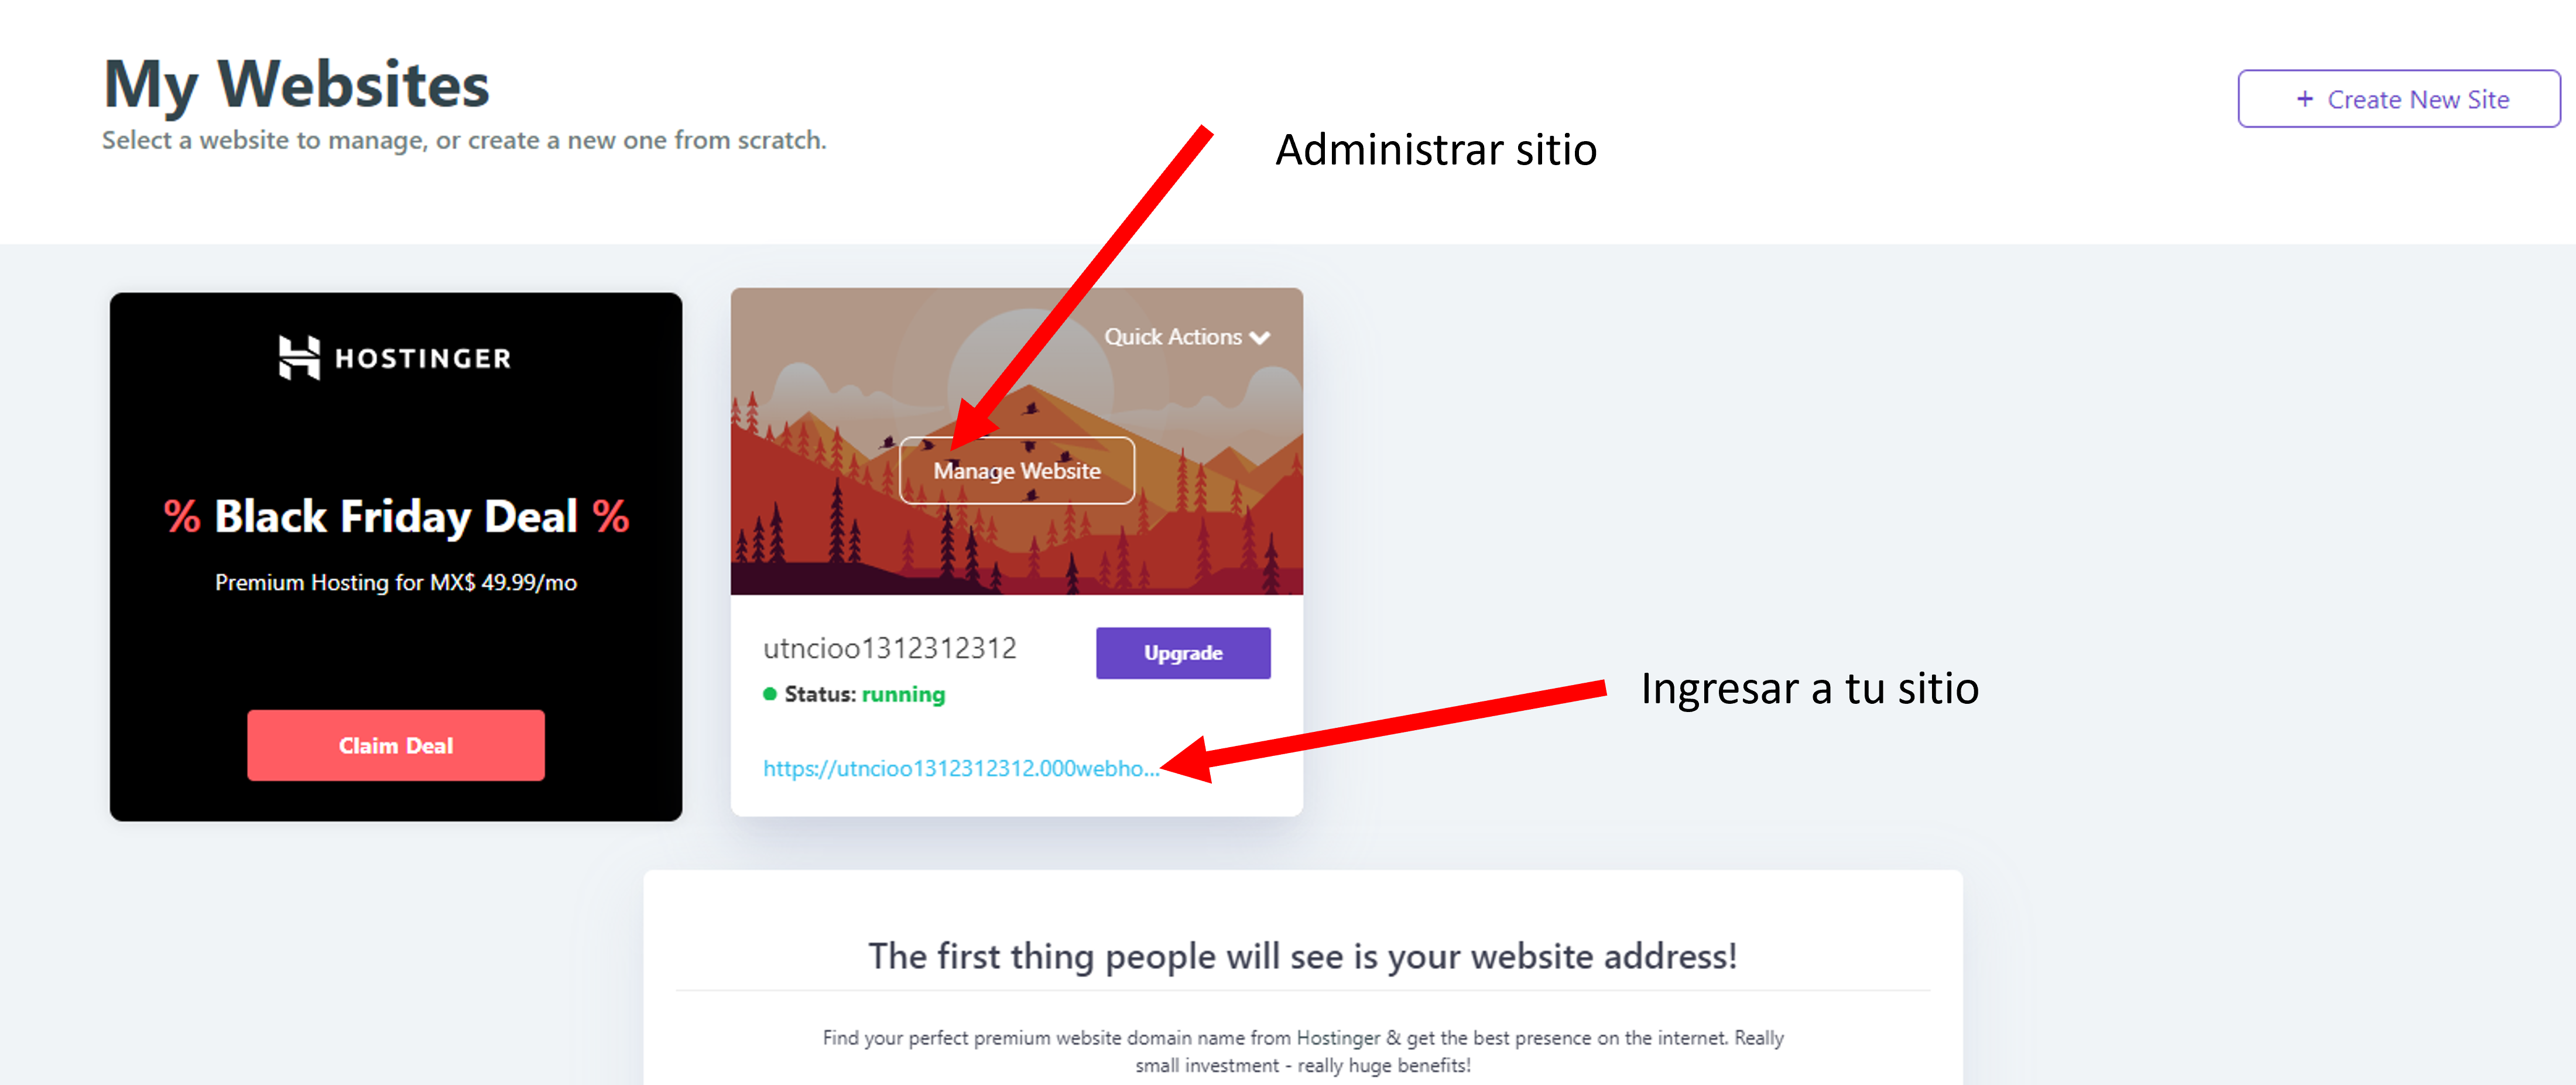 My Websites
Select a website to manage, or create a new one from scratch.
+ Create New Site
Administrar sitio
HOSTINGER
% Black Friday Deal %
Premium Hosting for MX$ 49.99/mo
Claim Deal
Quick Actions
Manage Website
utncioo1312312312
Upgrade
Status: running
https://utncioo1312312312.000webho...
Ingresar a tu sitio
The first thing people will see is your website address!
Find your perfect premium website domain name from Hostinger & get the best presence on the internet. Really
small investment - really huge benefits!